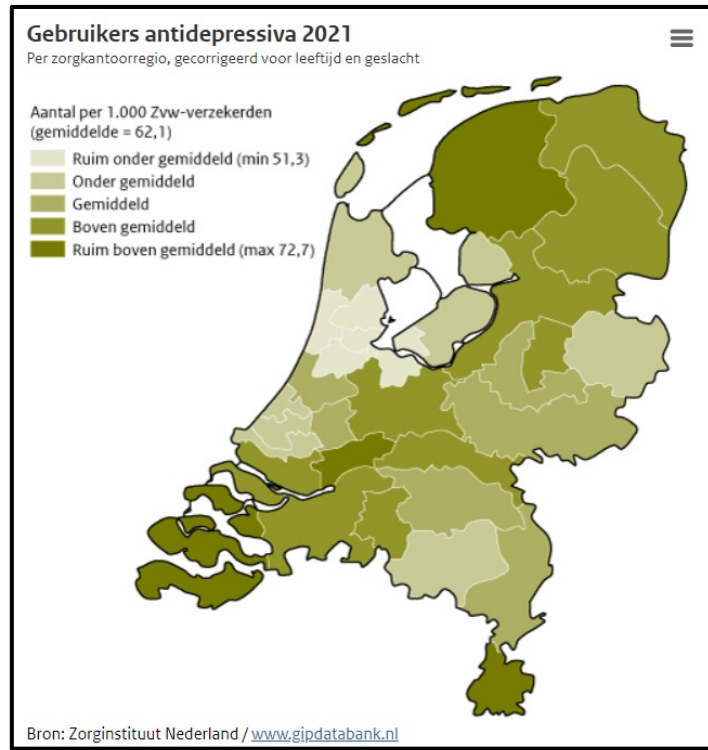 Gebruikers antidepressiva 2021
Per zorgkantoorregio, gecorrigeerd voor leeftijd en geslacht
Aantal per 1.000 Zvw-verzekerden
(gemiddelde = 62,1)
Ruim onder gemiddeld (min 51,3)
Onder gemiddeld
Gemiddeld
Boven gemiddeld
Ruim boven gemiddeld (max 72,7)
Bron: Zorginstituut Nederland / www.gipdatabank.nl